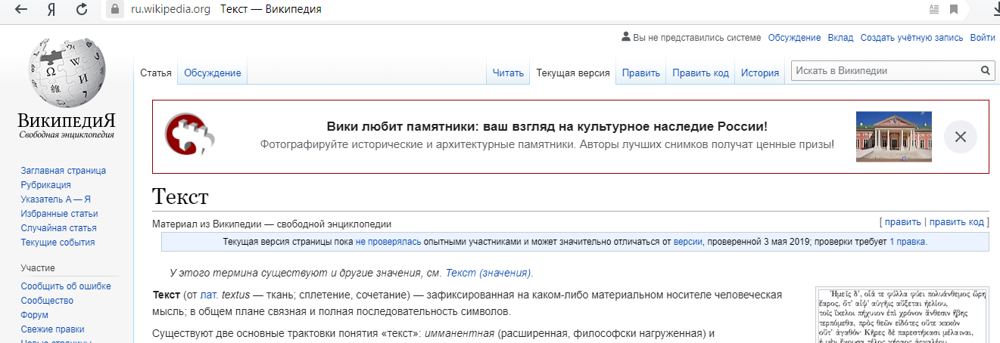 Я ru.wikipedia.org Текст — Википедия
Вы не представились системе Обсуждение Вклад Создать учётную запись Войти
Статья Обсуждение Читать Текущая версия Править Править код История Искать в Википедии
Ω W И 維 7
ВикипедиЯ
Свободная энциклопедия
Заглавная страница
Рубрикация
Указатель А — Я
Избранные статьи
Случайная статья
Текущие события
Участие
Сообщить об ошибке
Сообщество
Форум
Свежие правки
Новые страницы
Вики любит памятники: ваш взгляд на культурное наследие России!
Фотографируйте исторические и архитектурные памятники. Авторы лучших снимков получат ценные призы!
Текст
Материал из Википедии — свободной энциклопедии [ править | править код ]
Текущая версия страницы пока не проверялась опытными участниками и может значительно отличаться от версии, проверенной 3 мая 2019; проверки требует 1 правка.
У этого термина существуют и другие значения, см. Текст (значения).
Текст (от лат. textus — ткань; сплетение, сочетание) — зафиксированная на каком-либо материальном носителе человеческая
мысль; в общем плане связная и полная последовательность символов.
Существуют две основные трактовки понятия «текст»: имманентная (расширенная, философски нагруженная) и
Ἡμεῖς δ', οἷά τε φύλλα φύει πολυάνθεμος ὥρη
ἔαρος, ὅτ' αἶψ' αὐγῇς αὔξεται ἠελίου,
τοῖς ἴκελοι πήχυιον ἐπὶ χρόνον ἄνθεσιν ἥβης
τερπόμεθα, πρὸς θεῶν εἰδότες οὔτε κακὸν
οὔτ' ἀγαθόν· Κῆρες δὲ παρεστήκασι μέλαιναι,
ἡ μὲν ἔχουσα τέλος γήραος ἀργαλέου,